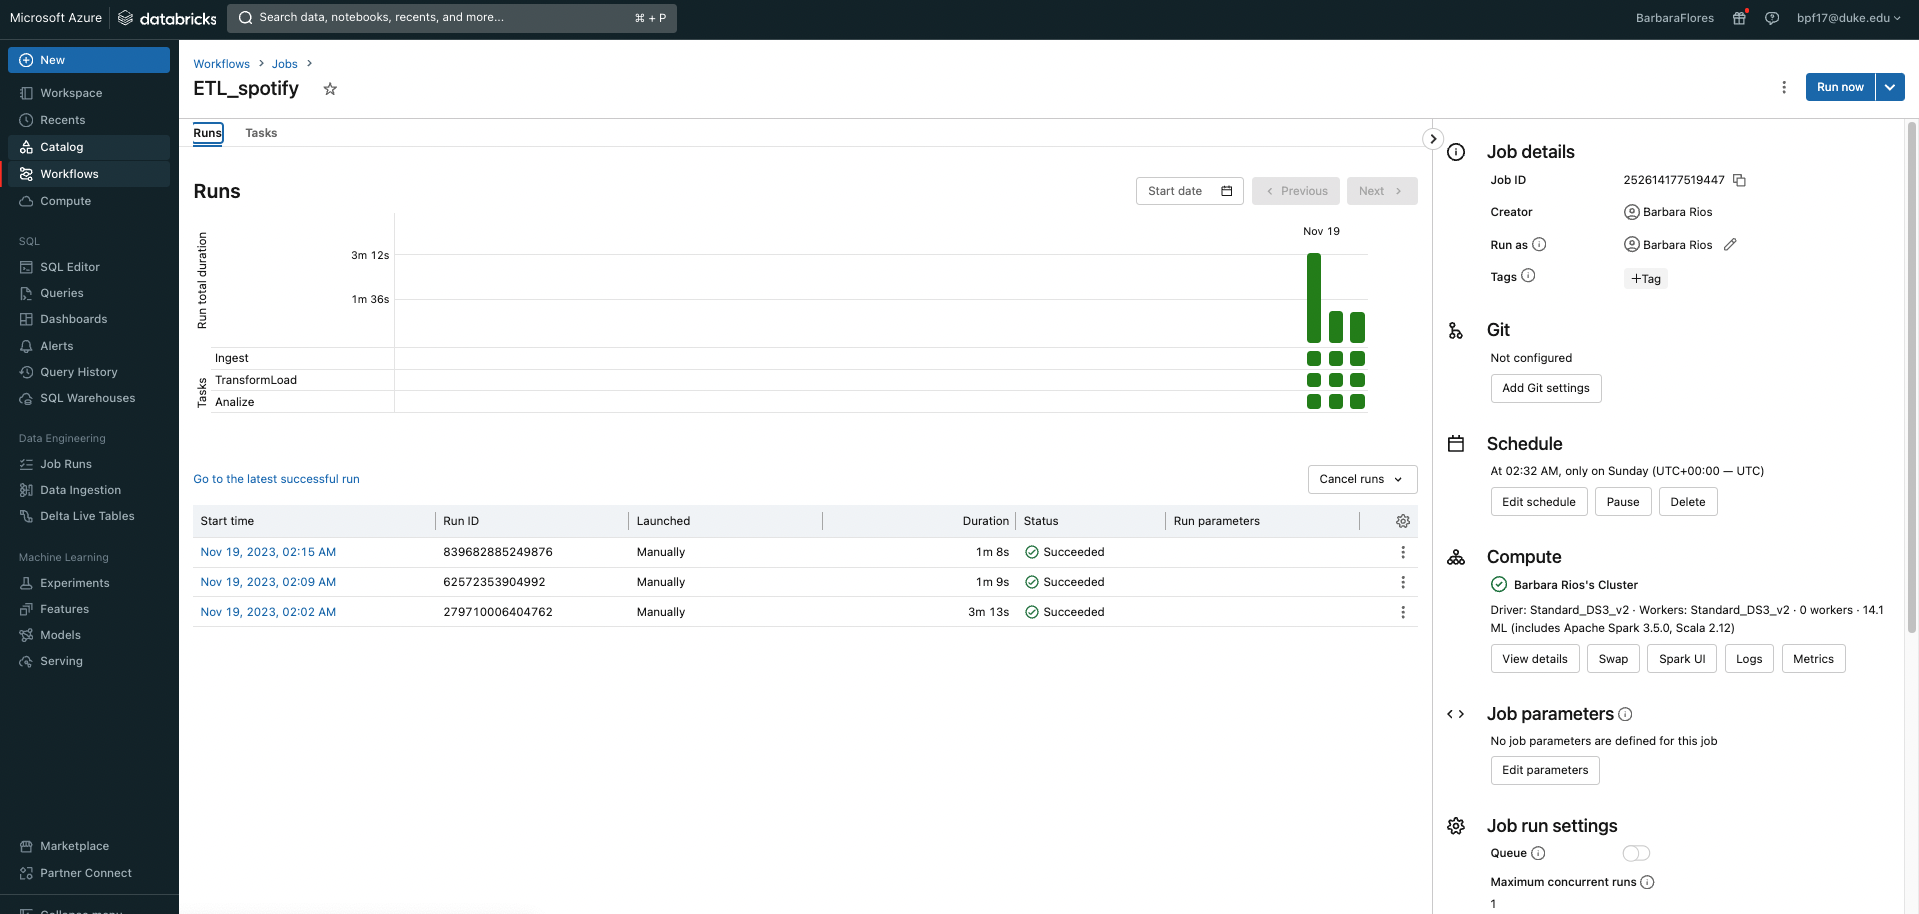 Microsoft Azure
databricks
Search data, notebooks, recents, and more...
⌘ + P
BarbaraFlores
bpf17@duke.edu
New
Workspace
Recents
Catalog
Workflows
Compute
SQL
SQL Editor
Queries
Dashboards
Alerts
Query History
SQL Warehouses
Data Engineering
Job Runs
Data Ingestion
Delta Live Tables
Machine Learning
Experiments
Features
Models
Serving
Marketplace
Partner Connect
Collapse menu
Workflows > Jobs >
ETL_spotify
Run now
Runs Tasks
Runs
Start date
Previous
Next
Nov 19
Run total duration
3m 12s
1m 36s
Tasks
Ingest
TransformLoad
Analize
Go to the latest successful run
Cancel runs
Start time Run ID Launched Duration Status Run parameters
Nov 19, 2023, 02:15 AM 839682885249876 Manually 1m 8s Succeeded
Nov 19, 2023, 02:09 AM 62572353904992 Manually 1m 9s Succeeded
Nov 19, 2023, 02:02 AM 279710006404762 Manually 3m 13s Succeeded
Job details
Job ID 252614177519447
Creator Barbara Rios
Run as Barbara Rios
Tags +Tag
Git
Not configured
Add Git settings
Schedule
At 02:32 AM, only on Sunday (UTC+00:00 — UTC)
Edit schedule Pause Delete
Compute
Barbara Rios's Cluster
Driver: Standard_DS3_v2 · Workers: Standard_DS3_v2 · 0 workers · 14.1
ML (includes Apache Spark 3.5.0, Scala 2.12)
View details Swap Spark UI Logs Metrics
Job parameters
No job parameters are defined for this job
Edit parameters
Job run settings
Queue
Maximum concurrent runs
1